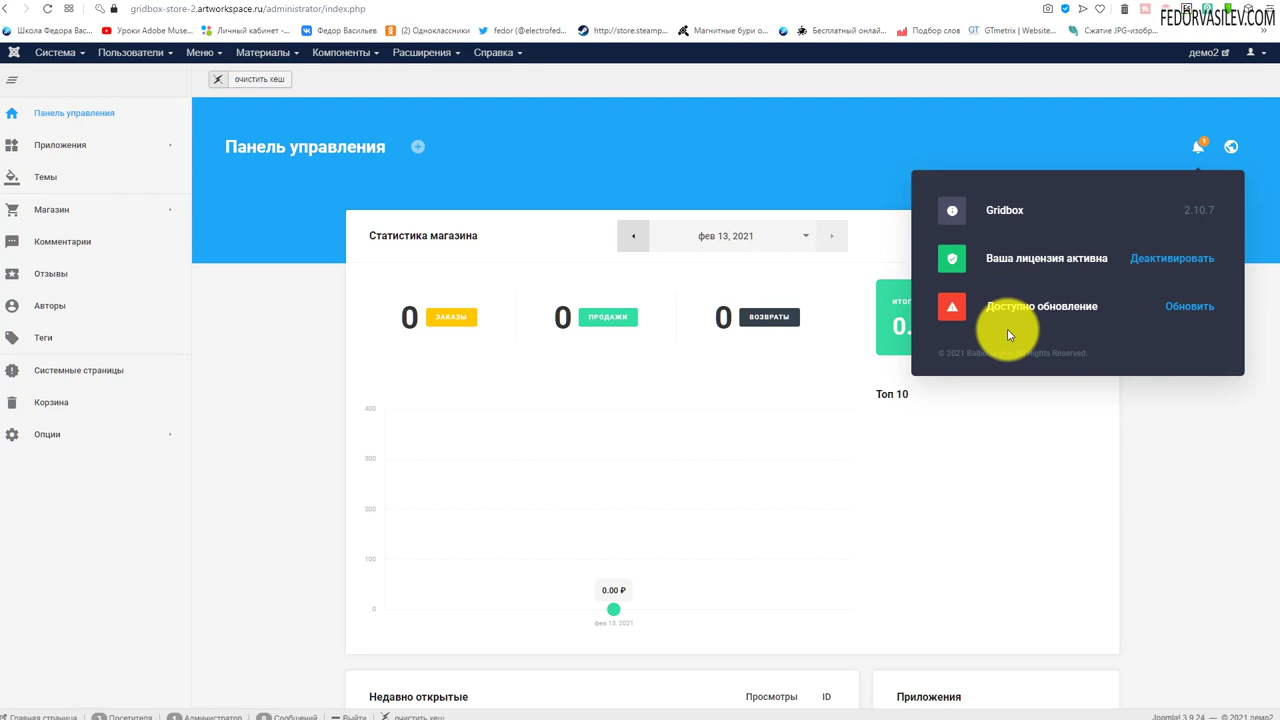 gridbox-store-2.artworkspace.ru/administrator/index.php
FEDORVASILEV.COM
Школа Федора Вас...
Уроки Adobe Muse...
Личный кабинет -...
Федор Васильев
(2) Одноклассники
fedor (@electrofed...
http://store.steamp...
Магнитные бури о...
Бесплатный онлай...
Подбор слов
GTmetrix | Website...
Сжатие JPG-изобр...
Система
Пользователи
Меню
Материалы
Компоненты
Расширения
Справка
демо2
очистить кеш
Панель управления
Приложения
Темы
Магазин
Комментарии
Отзывы
Авторы
Теги
Системные страницы
Корзина
Опции
Панель управления
1
Gridbox 2.10.7
Ваша лицензия активна Деактивировать
Доступно обновление Обновить
Статистика магазина
фев 13, 2021
0 ЗАКАЗЫ
0 ПРОДАЖИ
0 ВОЗВРАТЫ
ИТОГ
0.
Топ 10
400
300
200
100
0
0.00 ₽
фев 13, 2021
Недавно открытые Просмотры ID
Приложения
Главная страница
Посетителя
1 Администратор
0 Сообщений
Выйти
очистить кеш
Joomla! 3.9.24 — © 2021 демо2